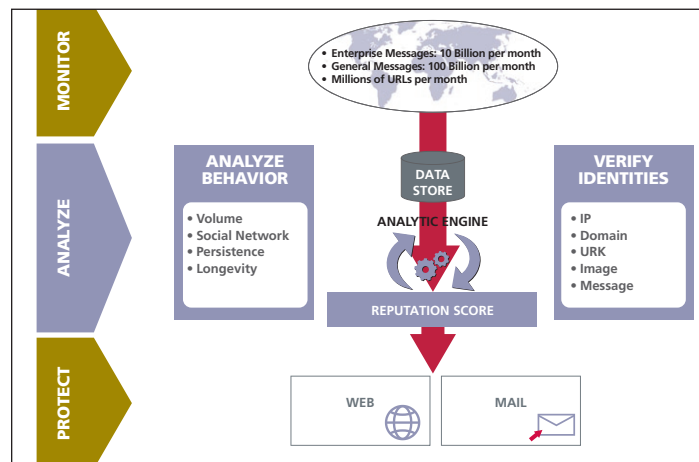 MONITOR
• Enterprise Messages: 10 Billion per month
• General Messages: 100 Billion per month
• Millions of URLs per month
ANALYZE
ANALYZE
BEHAVIOR
• Volume
• Social Network
• Persistence
• Longevity
DATA
STORE
ANALYTIC ENGINE
REPUTATION SCORE
VERIFY
IDENTITIES
• IP
• Domain
• URK
• Image
• Message
PROTECT
WEB
MAIL